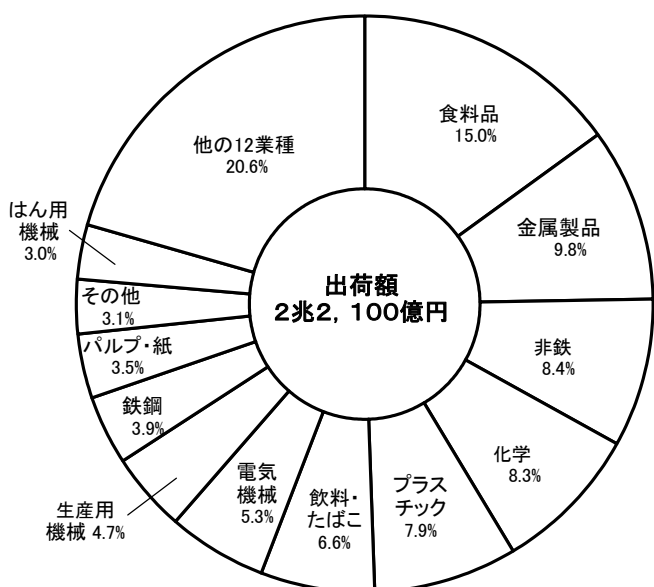 食料品
15.0%
金属製品
9.8%
非鉄
8.4%
化学
8.3%
プラス
チック
7.9%
飲料・
たばこ
6.6%
電気
機械
5.3%
生産用
機械 4.7%
鉄鋼
3.9%
パルプ・紙
3.5%
その他
3.1%
はん用
機械
3.0%
他の12業種
20.6%
出荷額
2兆2，100億円